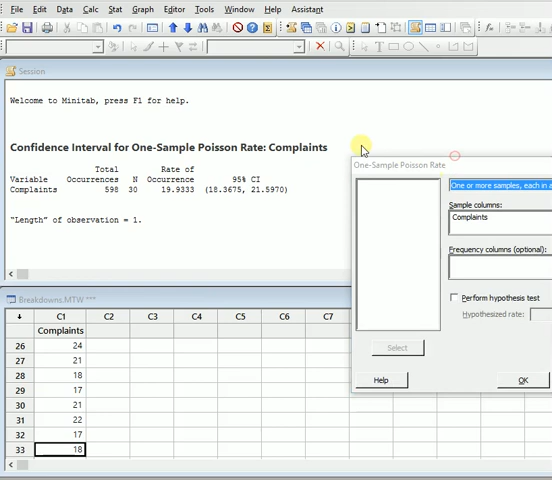 File Edit Data Calc Stat Graph Editor Tools Window Help Assistant
Session
Welcome to Minitab, press F1 for help.
Confidence Interval for One-Sample Poisson Rate: Complaints
Total Rate of
Variable Occurrences N Occurrence 95% CI
Complaints 598 30 19.9333 (18.3675, 21.5970)
"Length" of observation = 1.
One-Sample Poisson Rate
One or more samples, each in a
Sample columns:
Complaints
Frequency columns (optional):
Perform hypothesis test
Hypothesized rate:
Select
Help
OK
Breakdowns.MTW ***
C1 C2 C3 C4 C5 C6 C7
Complaints
26 24
27 21
28 18
29 17
30 21
31 22
32 17
33 18